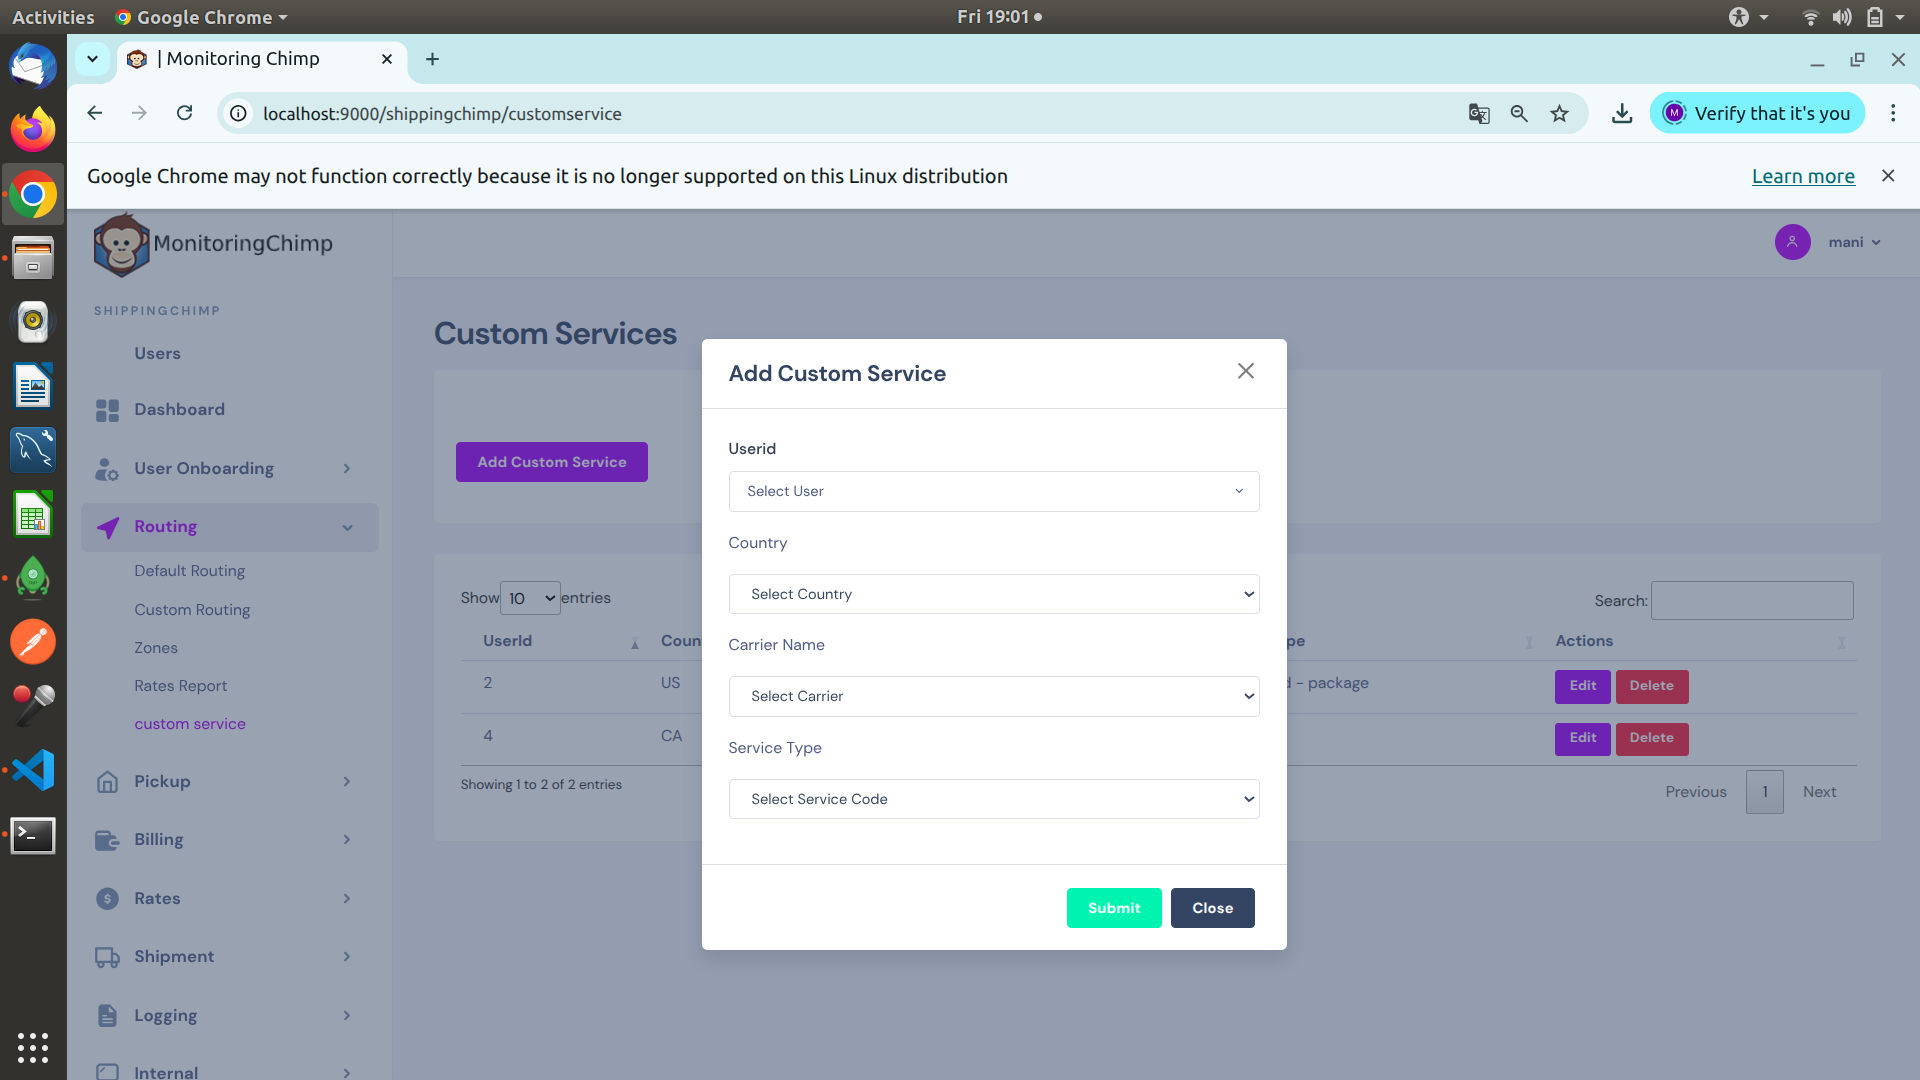 Activities
Google Chrome
Fri 19:01
| Monitoring Chimp
localhost:9000/shippingchimp/customservice
M
Verify that it's you
Google Chrome may not function correctly because it is no longer supported on this Linux distribution
Learn more
MonitoringChimp
mani
SHIPPINGCHIMP
Users
Dashboard
User Onboarding
Routing
Default Routing
Custom Routing
Zones
Rates Report
custom service
Pickup
Billing
Rates
Shipment
Logging
Internal
Custom Services
Add Custom Service
Show 10 entries
Search:
UserId
Coun
pe
Actions
2
US
d - package
Edit
Delete
4
CA
Edit
Delete
Showing 1 to 2 of 2 entries
Previous
1
Next
Add Custom Service
Userid
Select User
Country
Select Country
Carrier Name
Select Carrier
Service Type
Select Service Code
Submit
Close